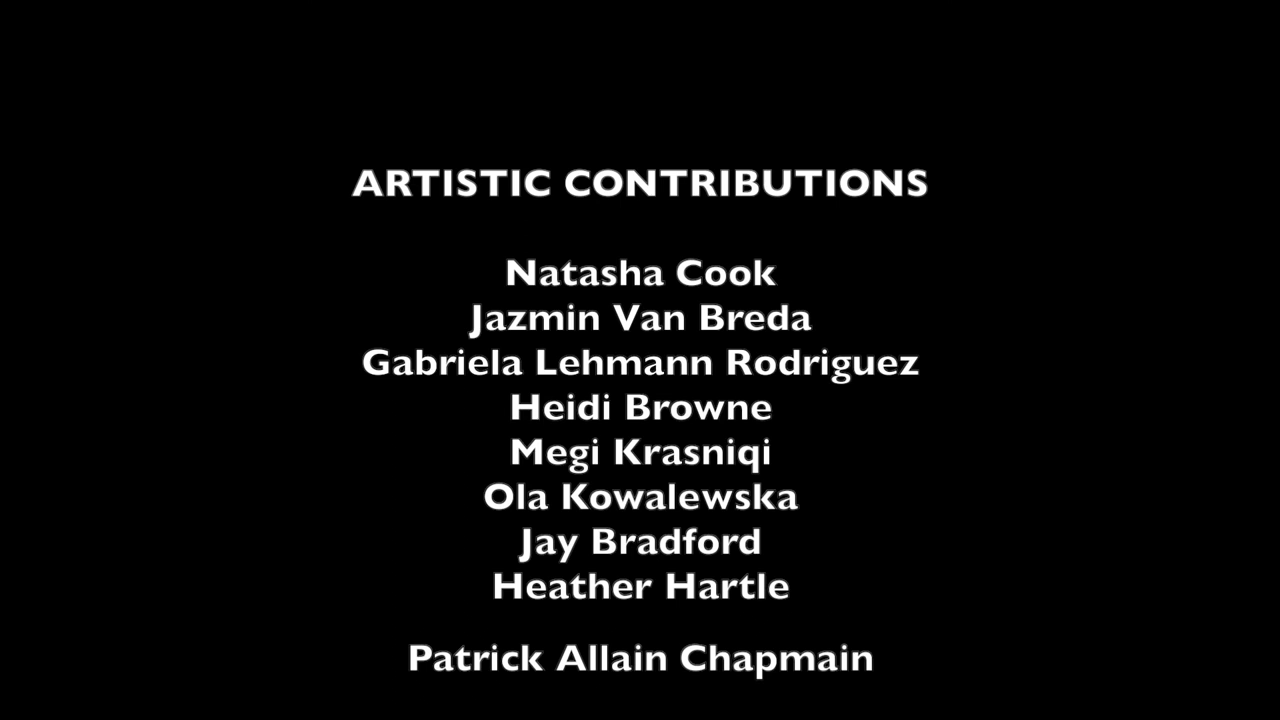 ARTISTIC CONTRIBUTIONS
Natasha Cook
Jazmin Van Breda
Gabriela Lehmann Rodriguez
Heidi Browne
Megi Krasniqi
Ola Kowalewska
Jay Bradford
Heather Hartle
Patrick Allain Chapmain